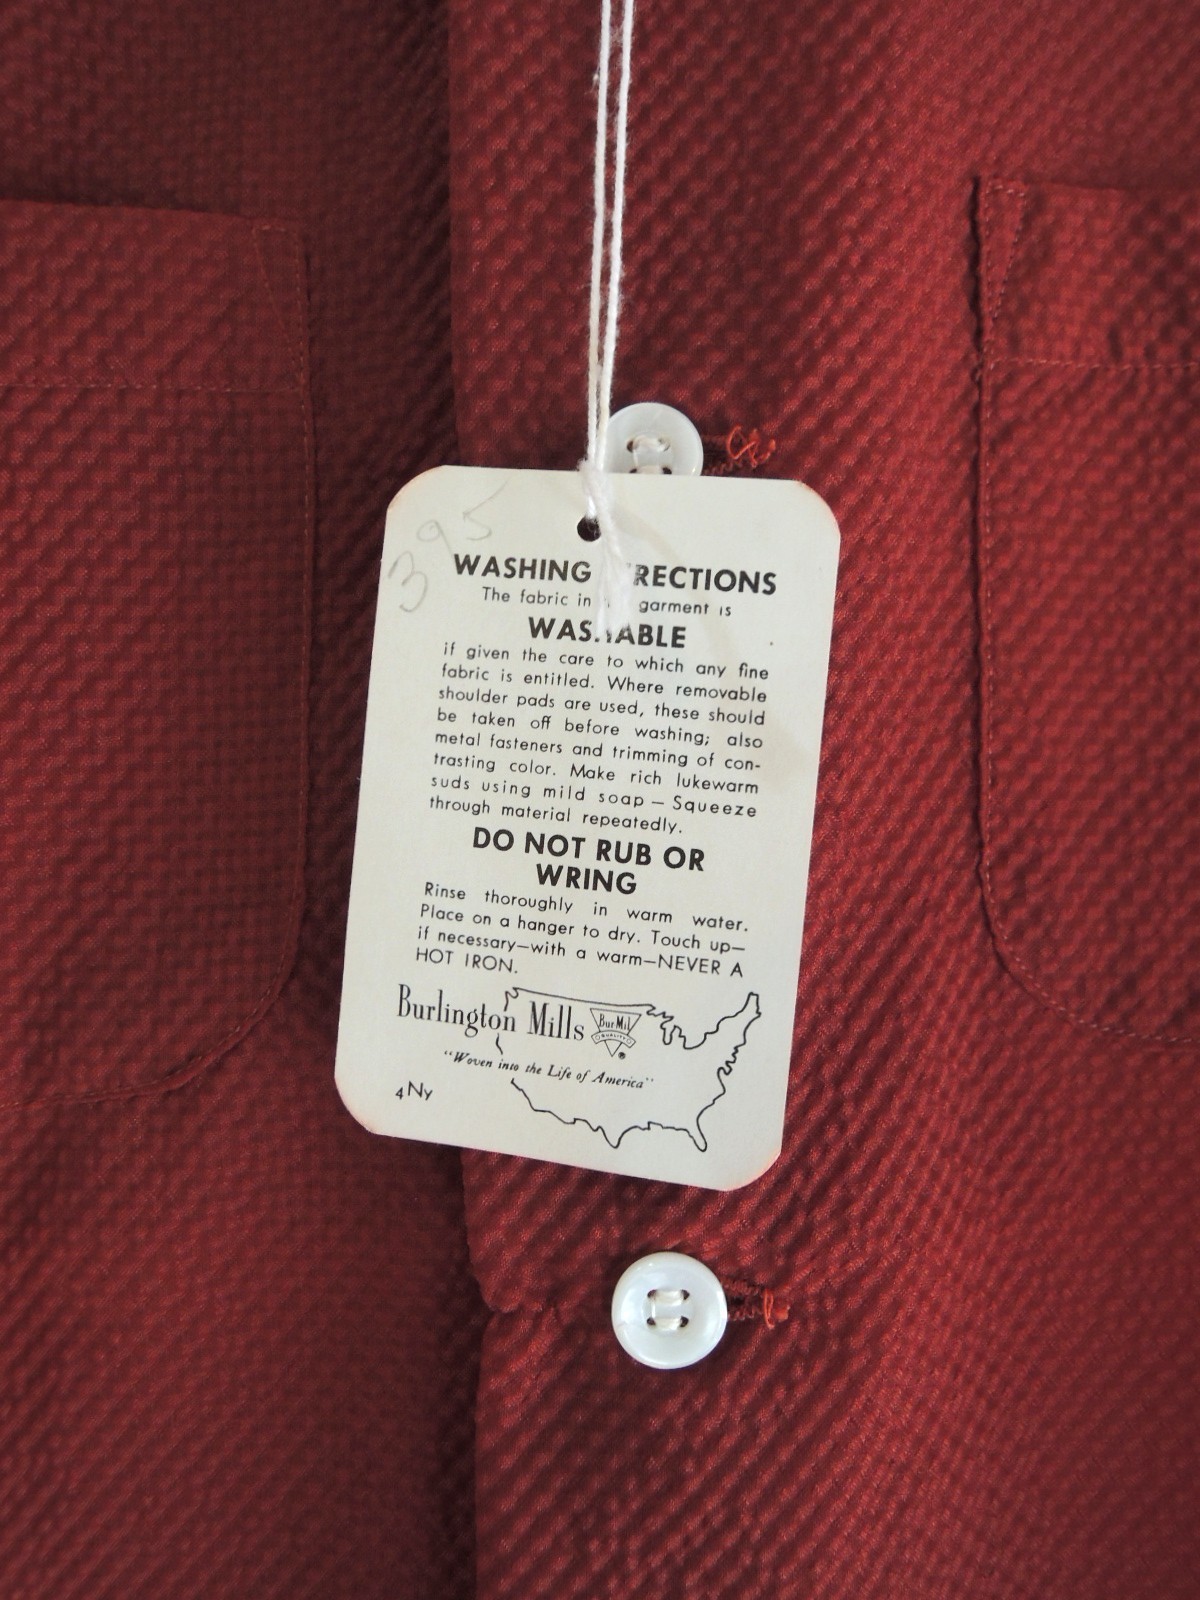 395
WASHING RECTIONS
The fabric in garment is
WASHABLE
if given the care to which any fine
fabric is entitled. Where removable
shoulder pads are used, these should
be taken off before washing; also
metal fasteners and trimming of con-
trasting color. Make rich lukewarm
suds using mild soap — Squeeze
through material repeatedly.
DO NOT RUB OR
WRING
Rinse thoroughly in warm water.
Place on a hanger to dry. Touch up—
if necessary—with a warm—NEVER A
HOT IRON.
Burlington Mills
BurMil
QUALITY
®
"Woven into the Life of America"
4Ny